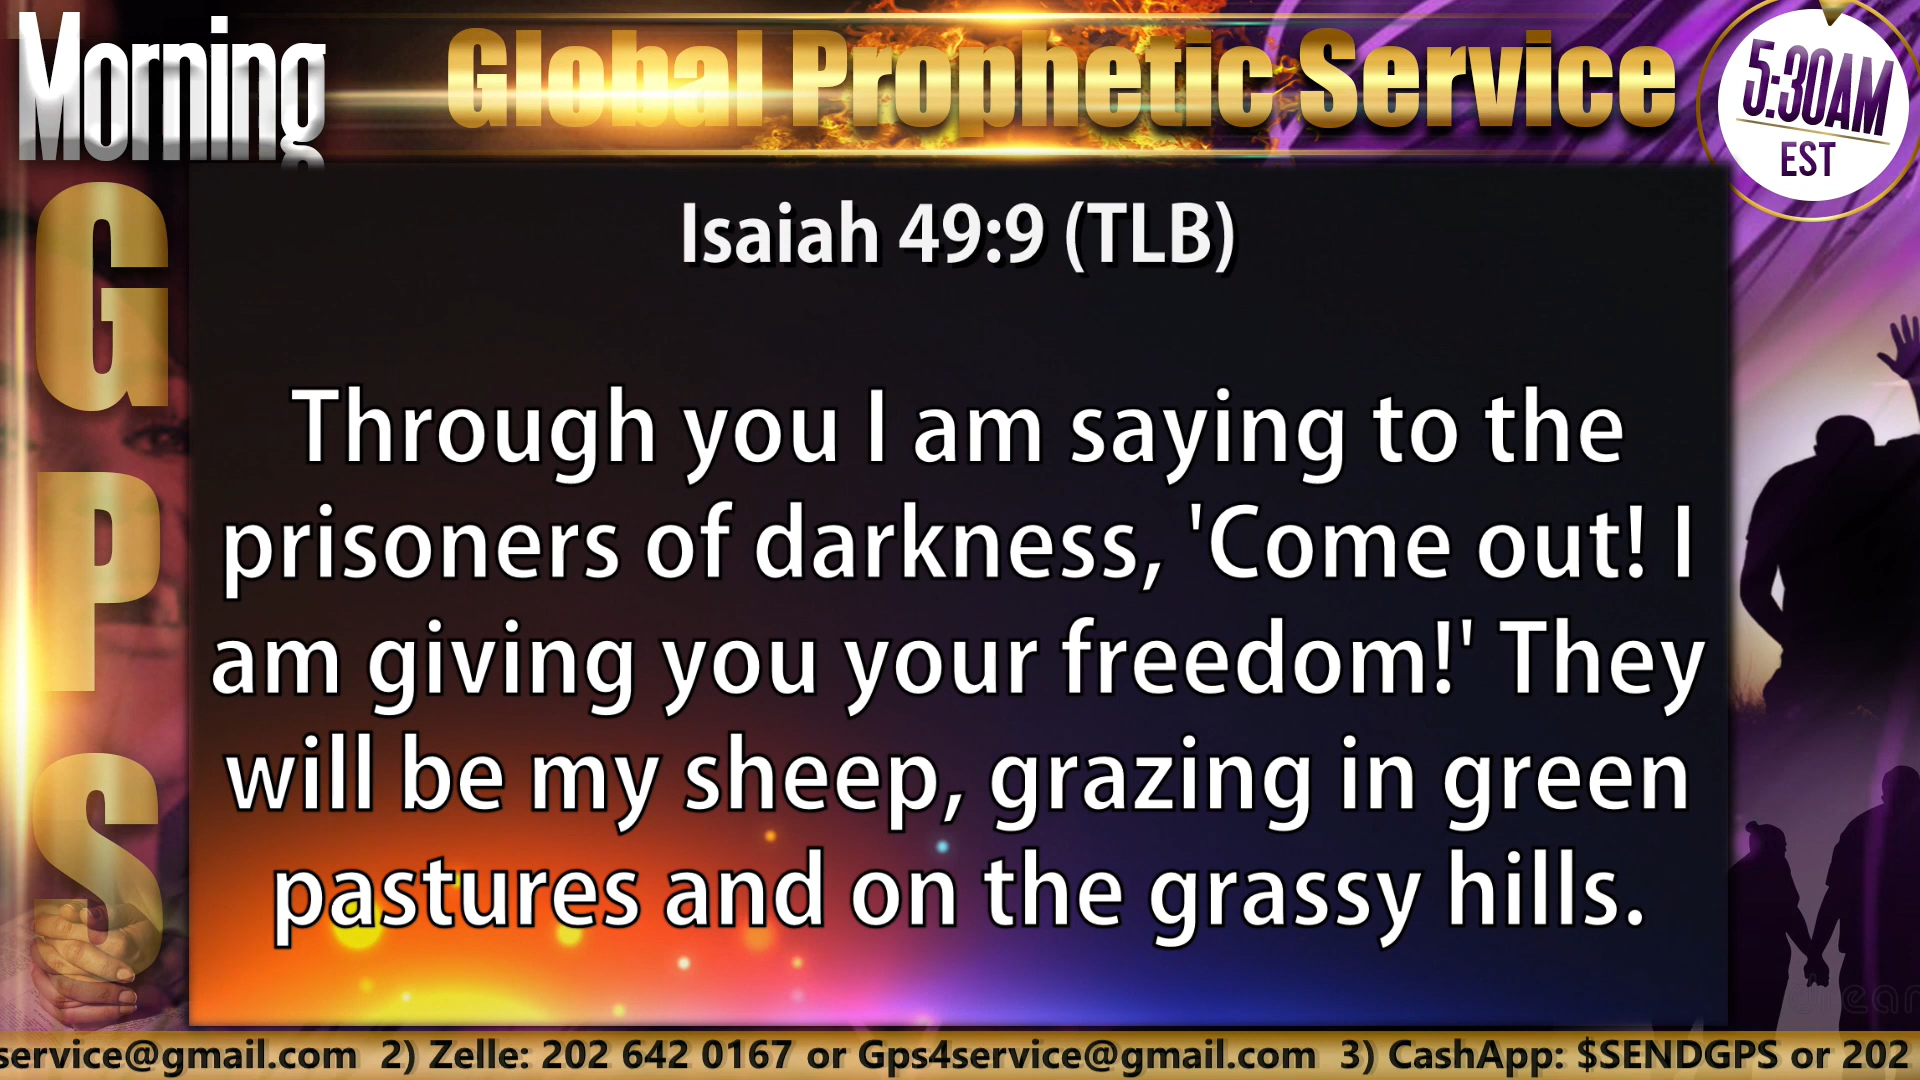 Morning
Global Prophetic Service
5:30AM
EST
G
P
S
Isaiah 49:9 (TLB)
Through you I am saying to the
prisoners of darkness, 'Come out! I
am giving you your freedom!' They
will be my sheep, grazing in green
pastures and on the grassy hills.
service@gmail.com 2) Zelle: 202 642 0167 or Gps4service@gmail.com 3) CashApp: $SENDGPS or 202